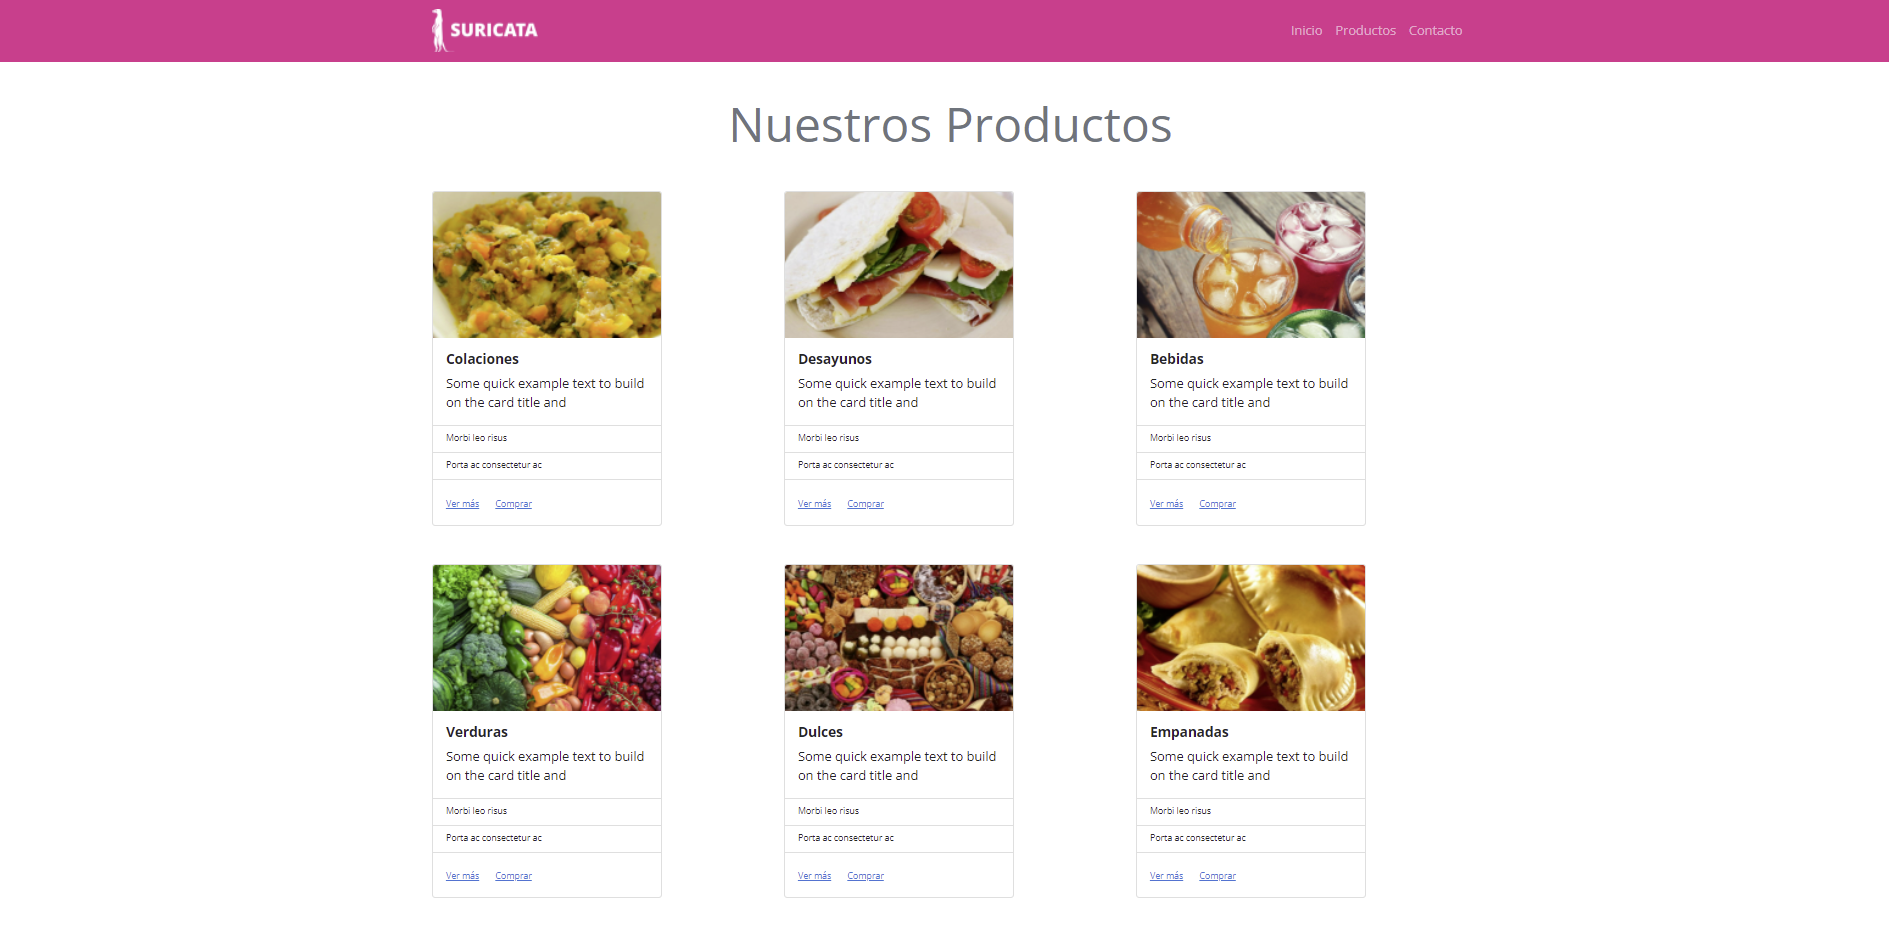 SURICATA
Inicio Productos Contacto
Nuestros Productos
Colaciones
Some quick example text to build
on the card title and
Morbi leo risus
Porta ac consectetur ac
Ver más Comprar
Desayunos
Some quick example text to build
on the card title and
Morbi leo risus
Porta ac consectetur ac
Ver más Comprar
Bebidas
Some quick example text to build
on the card title and
Morbi leo risus
Porta ac consectetur ac
Ver más Comprar
Verduras
Some quick example text to build
on the card title and
Morbi leo risus
Porta ac consectetur ac
Ver más Comprar
Dulces
Some quick example text to build
on the card title and
Morbi leo risus
Porta ac consectetur ac
Ver más Comprar
Empanadas
Some quick example text to build
on the card title and
Morbi leo risus
Porta ac consectetur ac
Ver más Comprar